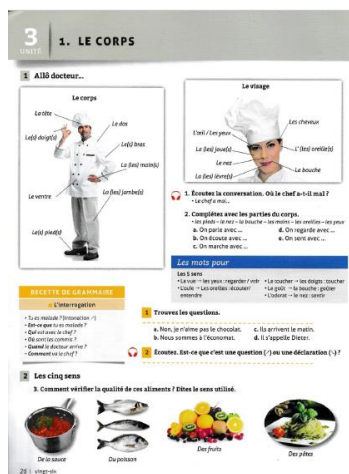 3
UNITÉ
1. LE CORPS
1 Allô docteur...
Le corps
La tête
Le dos
Le(s) doigt(s)
Le(s) bras
La (les) main(s)
Le ventre
La (les) jambe(s)
Le(s) pied(s)
Le visage
Les cheveux
L'œil / Les yeux
La (les) joue(s)
L' (les) oreille(s)
Le nez
La bouche
La (les) lèvre(s)
1. Écoutez la conversation. Où le chef a-t-il mal ?
• Le chef a mal...
2. Complétez avec les parties du corps.
• les pieds – le nez – la bouche – les mains – les oreilles – les yeux
a. On parle avec ...
d. On regarde avec ...
b. On écoute avec ...
e. On sent avec ...
c. On marche avec ...
Les mots pour
Les 5 sens
• La vue → les yeux : regarder / voir
• Le toucher → les doigts : toucher
• L'ouïe → Les oreilles : écouter/
• Le goût → la bouche : goûter
entendre
• L'odorat → le nez : sentir
RECETTE DE GRAMMAIRE
L'interrogation
• Tu es malade ? (intonation ↗)
• Est-ce que tu es malade ?
• Qui est avec le chef ?
• Où sont les commis ?
• Quand le docteur arrive ?
• Comment va le chef ?
1 Trouvez les questions.
a. Non, je n'aime pas le chocolat.
c. Ils arrivent le matin.
b. Nous sommes à l'économat.
d. Il s'appelle Dieter.
2 Écoutez. Est-ce que c'est une question (↗) ou une déclaration (↘) ?
2 Les cinq sens
3. Comment vérifier la qualité de ces aliments ? Dites le sens utilisé.
De la sauce
Du poisson
Des fruits
Des pâtes
26 | vingt-six